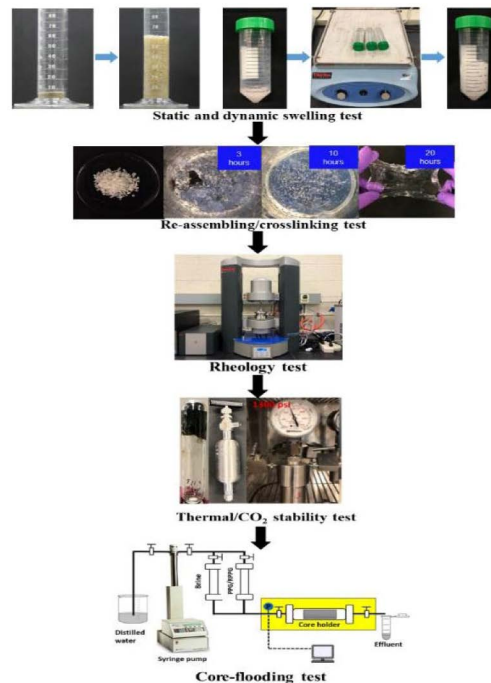 Static and dynamic swelling test
3 hours
10 hours
20 hours
Re-assembling/crosslinking test
Rheology test
Thermal/CO₂ stability test
Brine
PPG/RPPG
Distilled water
Syringe pump
Core holder
Effluent
Core-flooding test